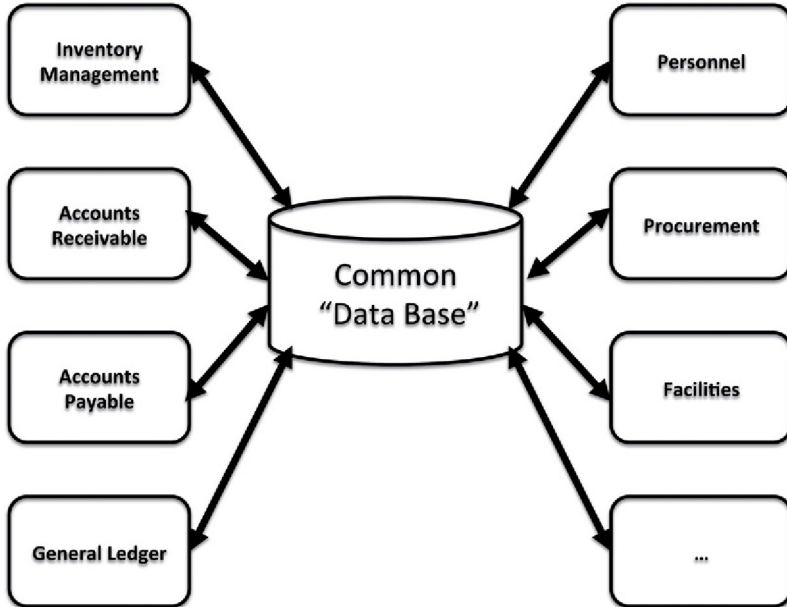 Inventory
Management
Personnel
Accounts
Receivable
Procurement
Common
“Data Base”
Accounts
Payable
Facilities
General Ledger
...